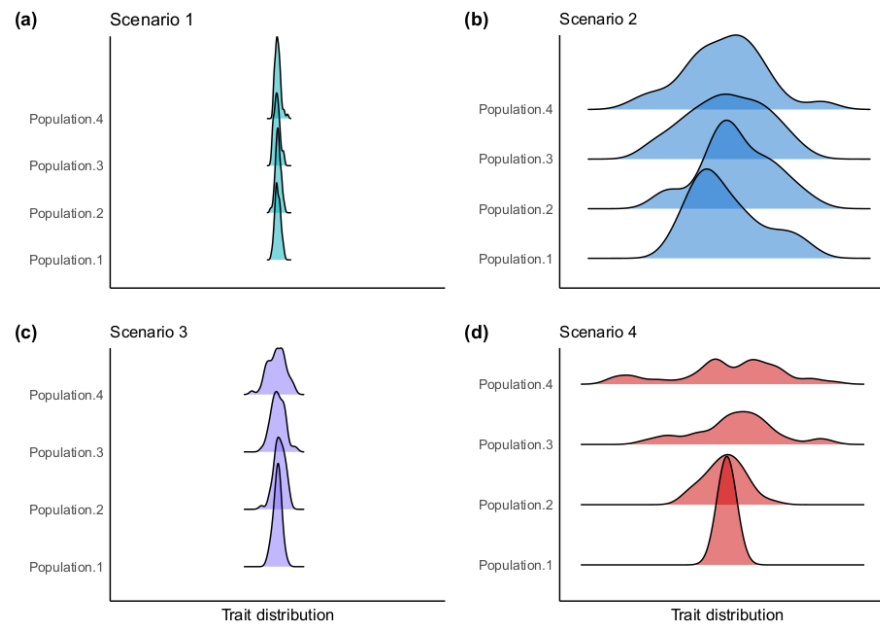 (a) Scenario 1
Population.4
Population.3
Population.2
Population.1
(b) Scenario 2
Population.4
Population.3
Population.2
Population.1
(c) Scenario 3
Population.4
Population.3
Population.2
Population.1
Trait distribution
(d) Scenario 4
Population.4
Population.3
Population.2
Population.1
Trait distribution